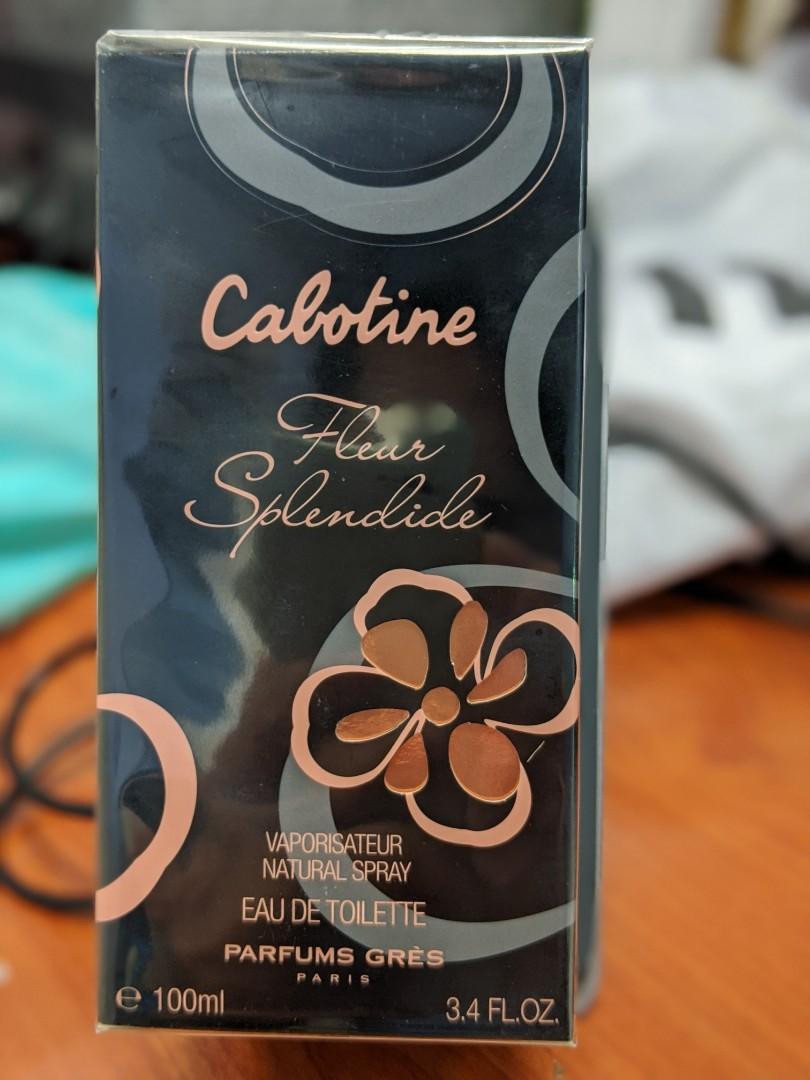 Cabotine
Fleur
Splendide
VAPORISATEUR
NATURAL SPRAY
EAU DE TOILETTE
PARFUMS GRÈS
PARIS
℮ 100ml 3.4 FL.OZ.